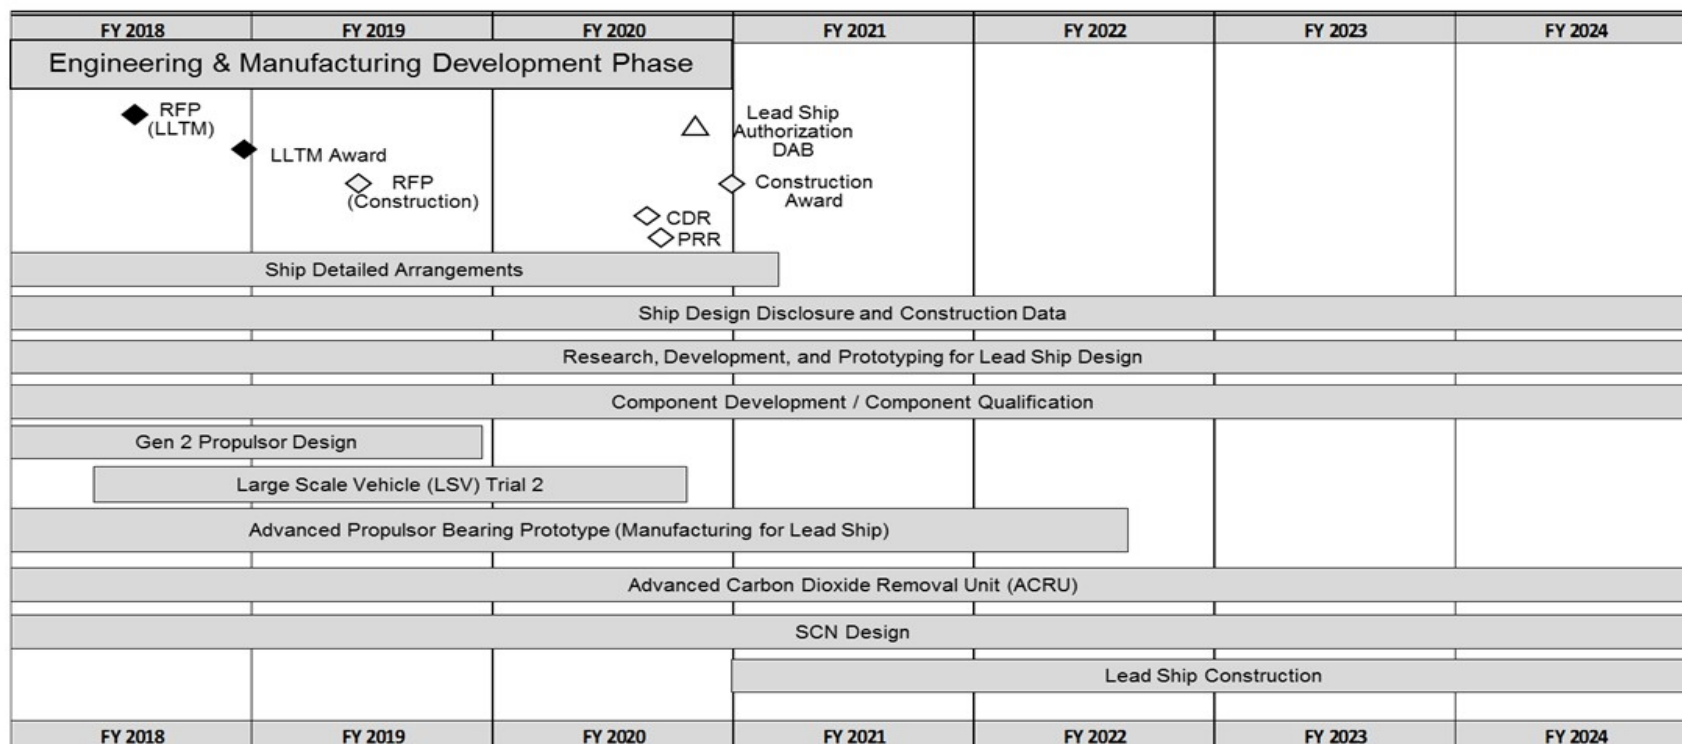 FY 2018 FY 2019 FY 2020 FY 2021 FY 2022 FY 2023 FY 2024
Engineering & Manufacturing Development Phase
RFP
(LLTM)
Lead Ship
Authorization
DAB
LLTM Award
RFP
(Construction)
Construction
Award
CDR
PRR
Ship Detailed Arrangements
Ship Design Disclosure and Construction Data
Research, Development, and Prototyping for Lead Ship Design
Component Development / Component Qualification
Gen 2 Propulsor Design
Large Scale Vehicle (LSV) Trial 2
Advanced Propulsor Bearing Prototype (Manufacturing for Lead Ship)
Advanced Carbon Dioxide Removal Unit (ACRU)
SCN Design
Lead Ship Construction
FY 2018 FY 2019 FY 2020 FY 2021 FY 2022 FY 2023 FY 2024